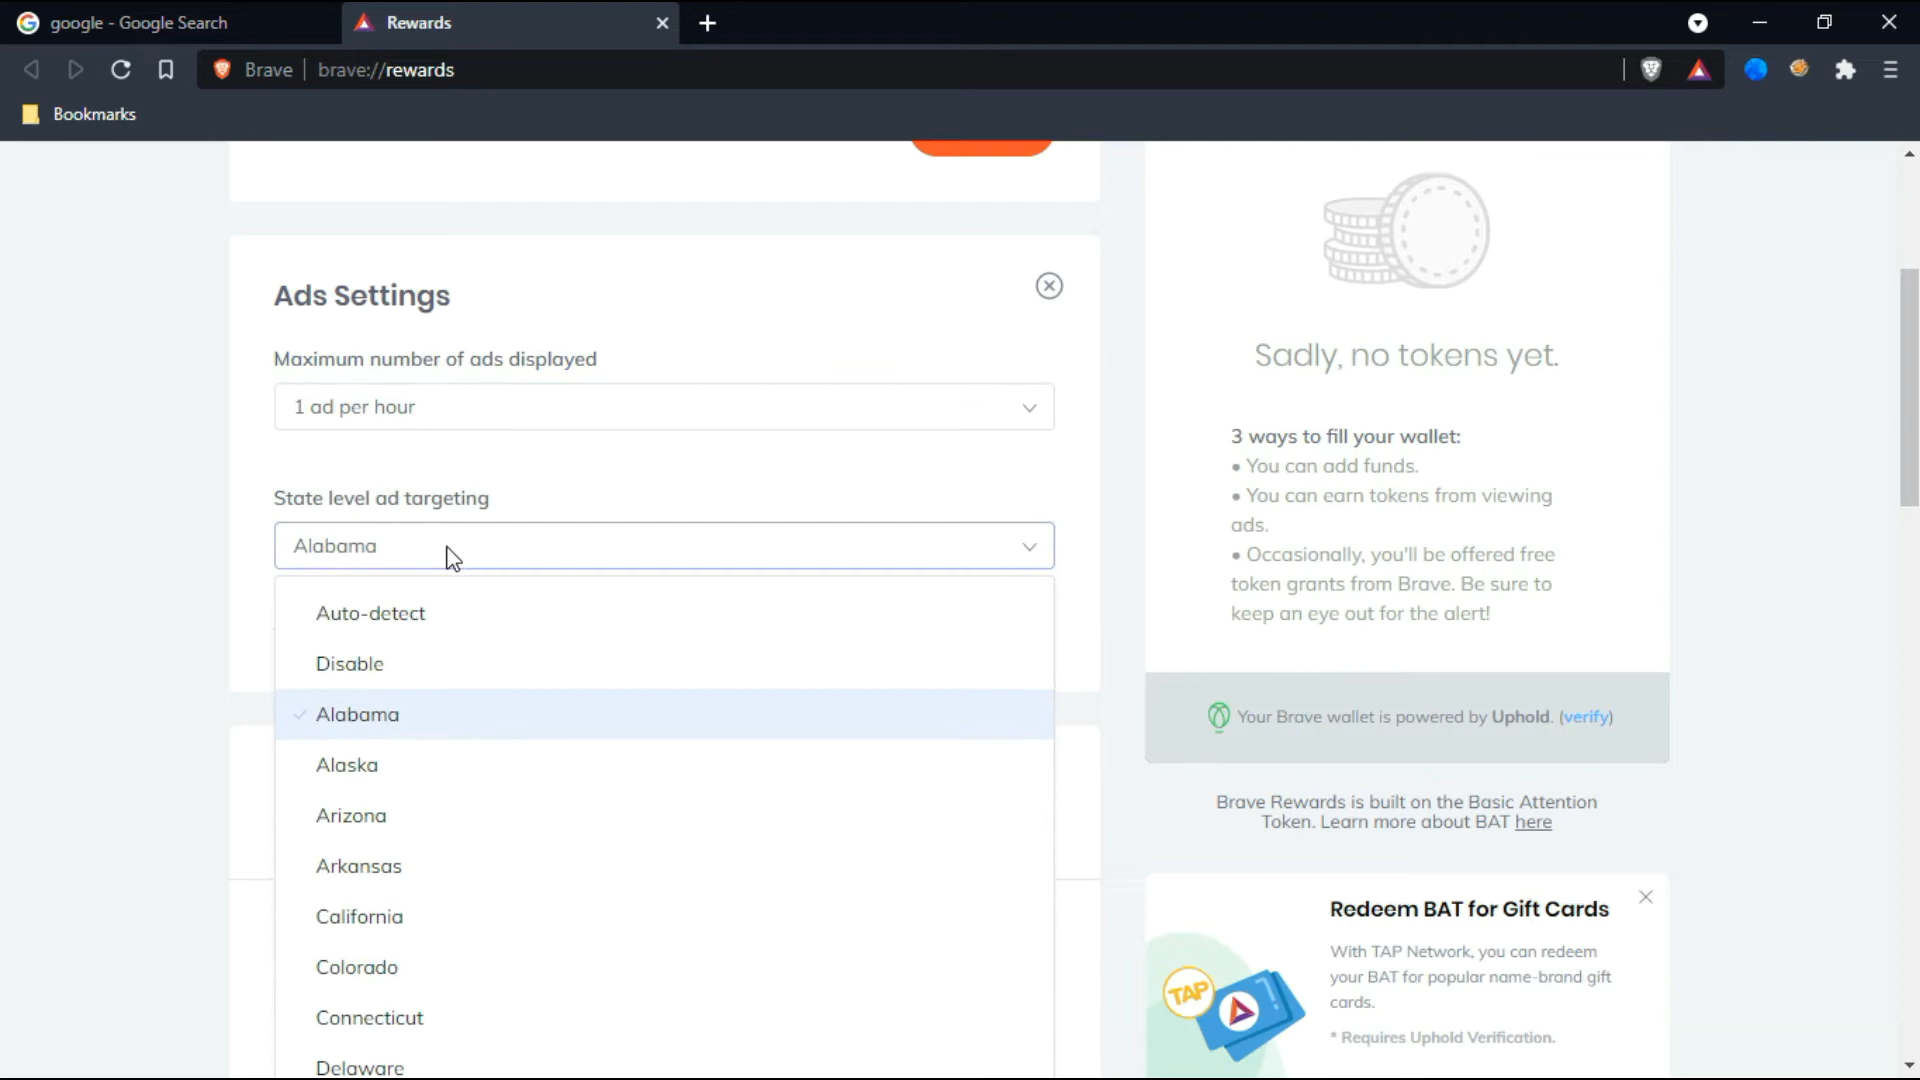 google - Google Search
Rewards
Brave
brave://rewards
Bookmarks
Ads Settings
Maximum number of ads displayed
1 ad per hour
State level ad targeting
Alabama
Auto-detect
Disable
Alabama
Alaska
Arizona
Arkansas
California
Colorado
Connecticut
Delaware
Sadly, no tokens yet.
3 ways to fill your wallet:
• You can add funds.
• You can earn tokens from viewing
ads.
• Occasionally, you'll be offered free
token grants from Brave. Be sure to
keep an eye out for the alert!
Your Brave wallet is powered by Uphold. (verify)
Brave Rewards is built on the Basic Attention
Token. Learn more about BAT here
Redeem BAT for Gift Cards
With TAP Network, you can redeem
your BAT for popular name-brand gift
cards.
* Requires Uphold Verification.
TAP